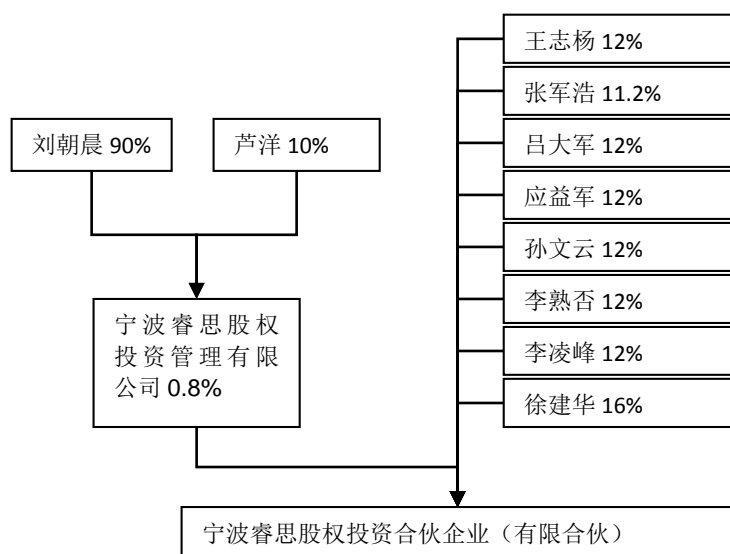 王志杨 12%
张军浩 11.2%
刘朝晨 90%
芦洋 10%
吕大军 12%
应益军 12%
孙文云 12%
李熟否 12%
李凌峰 12%
徐建华 16%
宁波睿思股权
投资管理有限
公司 0.8%
宁波睿思股权投资合伙企业（有限合伙）